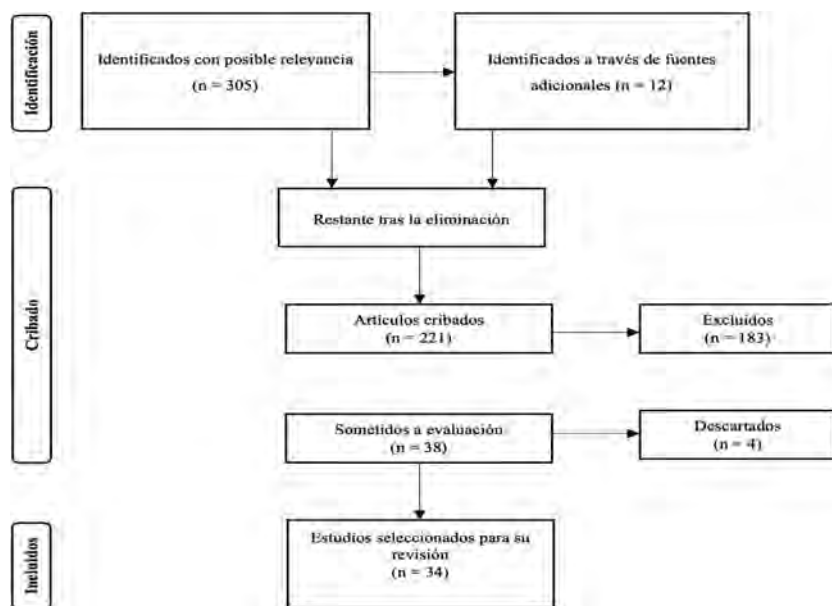 Identificación
Identificados con posible relevancia
(n = 305)
Identificados a través de fuentes
adicionales (n = 12)
Cribado
Restante tras la eliminación
Artículos cribados
(n = 221)
Excluidos
(n = 183)
Sometidos a evaluación
(n = 38)
Descartados
(n = 4)
Incluidos
Estudios seleccionados para su
revisión
(n = 34)